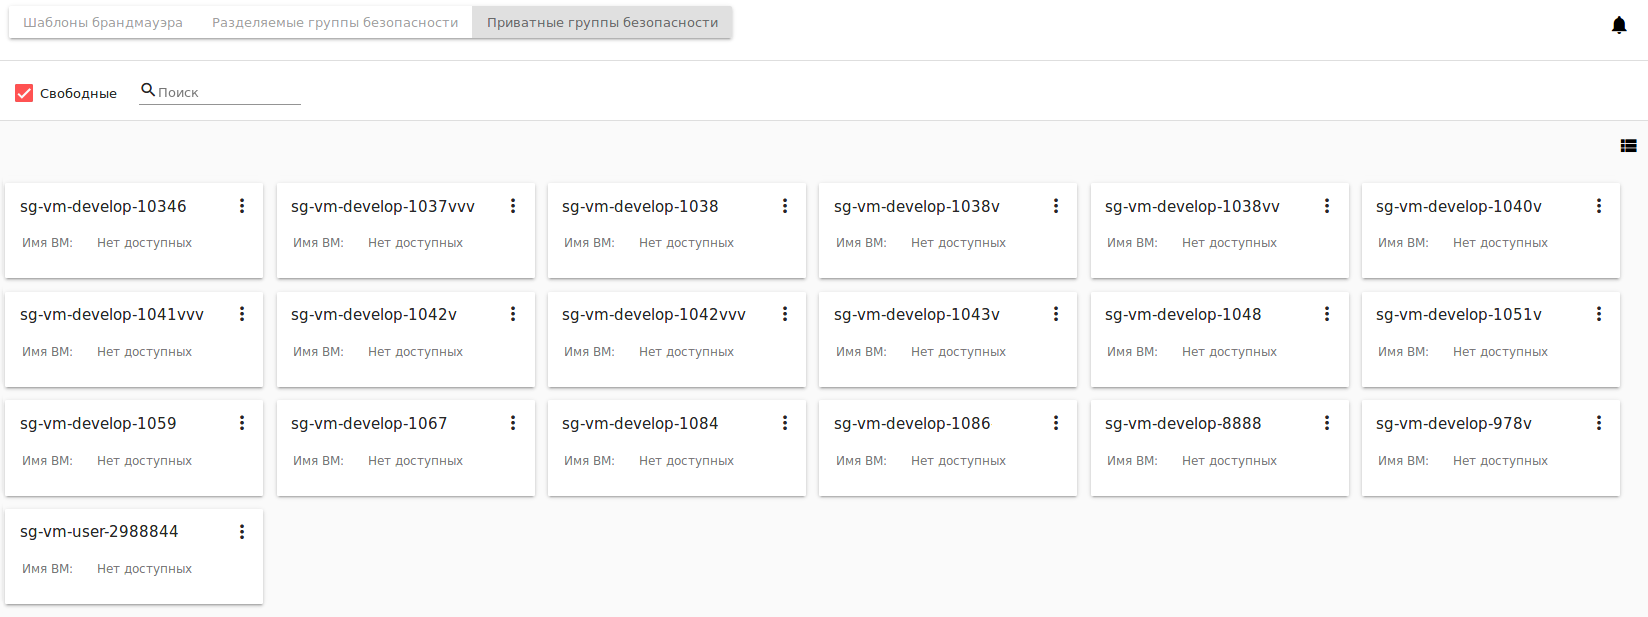 Шаблоны брандмауэра Разделяемые группы безопасности Приватные группы безопасности
Свободные Поиск
sg-vm-develop-10346 sg-vm-develop-1037vvv sg-vm-develop-1038 sg-vm-develop-1038v sg-vm-develop-1038vv sg-vm-develop-1040v
Имя ВМ: Нет доступных Имя ВМ: Нет доступных Имя ВМ: Нет доступных Имя ВМ: Нет доступных Имя ВМ: Нет доступных Имя ВМ: Нет доступных
sg-vm-develop-1041vvv sg-vm-develop-1042v sg-vm-develop-1042vvv sg-vm-develop-1043v sg-vm-develop-1048 sg-vm-develop-1051v
Имя ВМ: Нет доступных Имя ВМ: Нет доступных Имя ВМ: Нет доступных Имя ВМ: Нет доступных Имя ВМ: Нет доступных Имя ВМ: Нет доступных
sg-vm-develop-1059 sg-vm-develop-1067 sg-vm-develop-1084 sg-vm-develop-1086 sg-vm-develop-8888 sg-vm-develop-978v
Имя ВМ: Нет доступных Имя ВМ: Нет доступных Имя ВМ: Нет доступных Имя ВМ: Нет доступных Имя ВМ: Нет доступных Имя ВМ: Нет доступных
sg-vm-user-2988844
Имя ВМ: Нет доступных